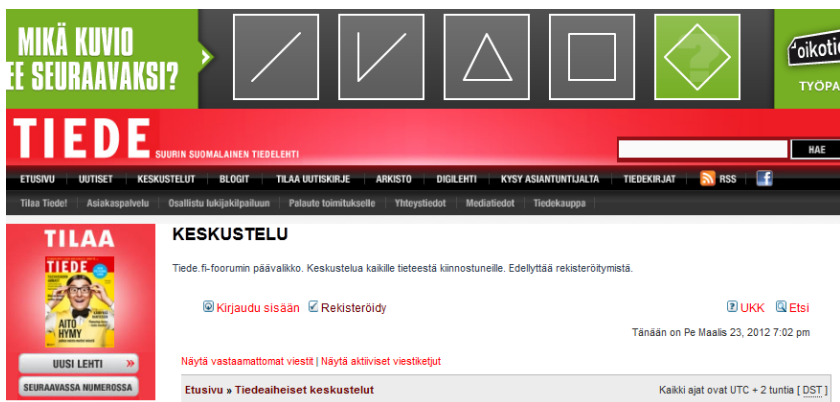 MIKÄ KUVIO
EE SEURAAVAKSI?
oikotie
TYÖPA
TIEDE SUURIN SUOMALAINEN TIEDELEHTI
HAE
ETUSIVU UUTISET KESKUSTELUT BLOGIT TILAA UUTISKIRJE ARKISTO DIGILEHTI KYSY ASIANTUNTIJALTA TIEDEKIRJAT RSS f
Tilaa Tiede! Asiakaspalvelu Osallistu lukijakilpailuun Palaute toimitukselle Yhteystiedot Mediatiedot Tiedekauppa
TILAA
TIEDE
AITO
HYMY
UUSI LEHTI »
SEURAAVASSA NUMEROSSA
KESKUSTELU
Tiede.fi-foorumin päävalikko. Keskustelua kaikille tieteestä kiinnostuneille. Edellyttää rekisteröitymistä.
Kirjaudu sisään Rekisteröidy
UKK Etsi
Tänään on Pe Maalis 23, 2012 7:02 pm
Näytä vastaamattomat viestit | Näytä aktiiviset viestiketjut
Etusivu » Tiedeaiheiset keskustelut
Kaikki ajat ovat UTC + 2 tuntia [ DST ]